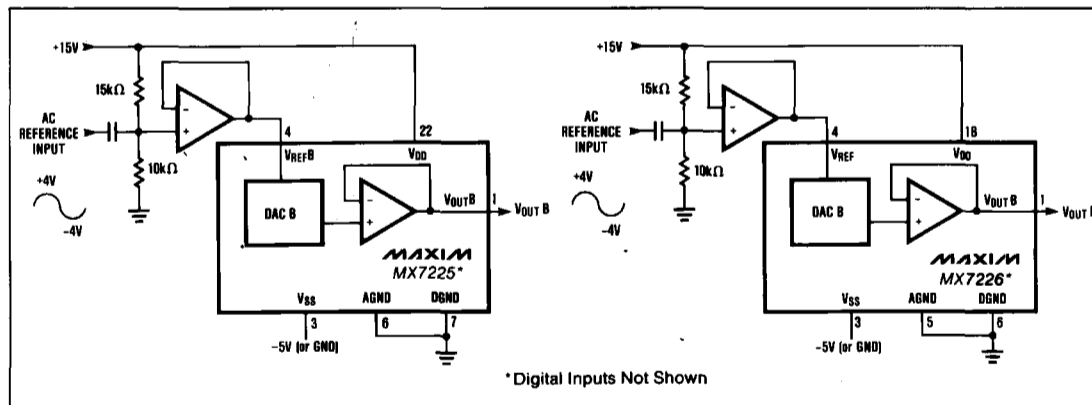 +15V
15kΩ
AC
REFERENCE
INPUT
10kΩ
+4V
-4V
4
22
VREFB
VDD
DAC B
VOUTB
1
VOUT B
MAXIM
MX7225*
VSS
AGND
DGND
3
6
7
-5V (or GND)
+15V
15kΩ
AC
REFERENCE
INPUT
10kΩ
+4V
-4V
4
18
VREF
VDD
DAC B
VOUTB
1
VOUT
MAXIM
MX7226*
VSS
AGND
DGND
3
5
6
-5V (or GND)
*Digital Inputs Not Shown